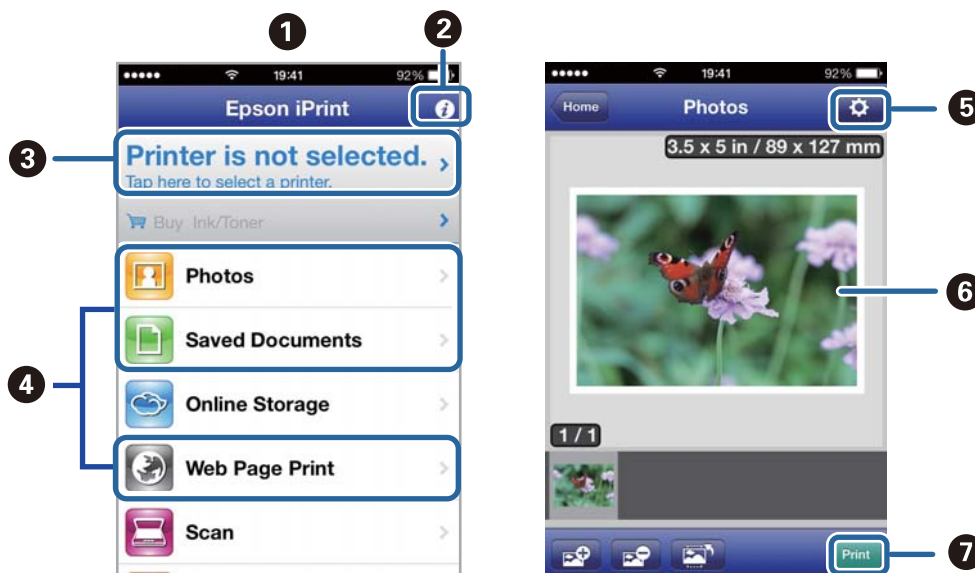 1
2
19:41
92%
Epson iPrint
3
Printer is not selected.
Tap here to select a printer.
Buy Ink/Toner
Photos
Saved Documents
4
Online Storage
Web Page Print
Scan
19:41
92%
Home
Photos
5
3.5 x 5 in / 89 x 127 mm
6
1 / 1
Print
7